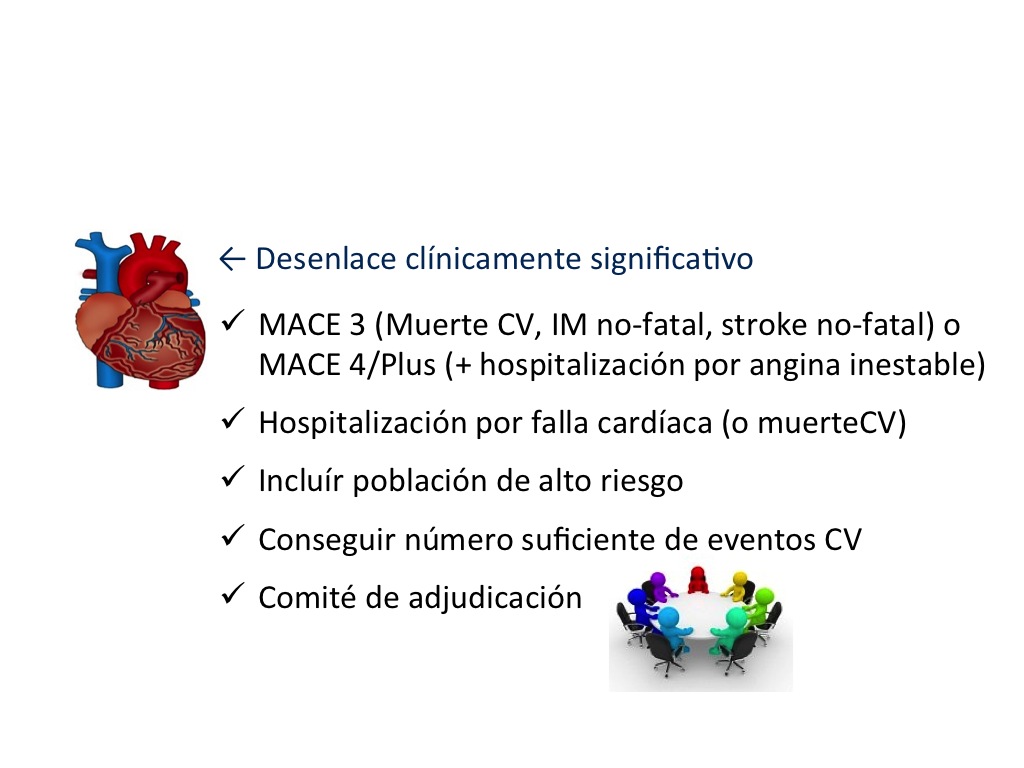 ← Desenlace clínicamente significativo
✓ MACE 3 (Muerte CV, IM no-fatal, stroke no-fatal) o
MACE 4/Plus (+ hospitalización por angina inestable)
✓ Hospitalización por falla cardíaca (o muerteCV)
✓ Incluír población de alto riesgo
✓ Conseguir número suficiente de eventos CV
✓ Comité de adjudicación